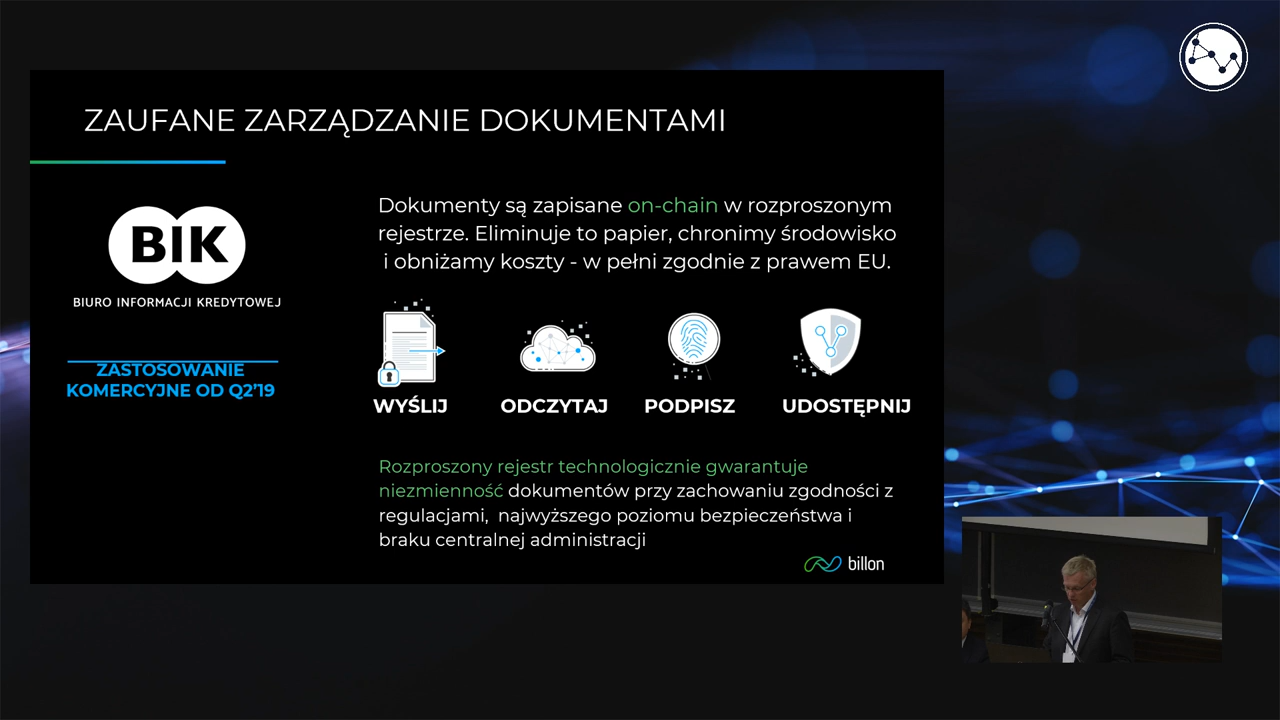 ZAUFANE ZARZĄDZANIE DOKUMENTAMI
BIK
BIURO INFORMACJI KREDYTOWEJ
ZASTOSOWANIE
KOMERCYJNE OD Q2'19
Dokumenty są zapisane on-chain w rozproszonym
rejestrze. Eliminuje to papier, chronimy środowisko
i obniżamy koszty - w pełni zgodnie z prawem EU.
WYŚLIJ ODCZYTAJ PODPISZ UDOSTĘPNIJ
Rozproszony rejestr technologicznie gwarantuje
niezmienność dokumentów przy zachowaniu zgodności z
regulacjami, najwyższego poziomu bezpieczeństwa i
braku centralnej administracji
billon